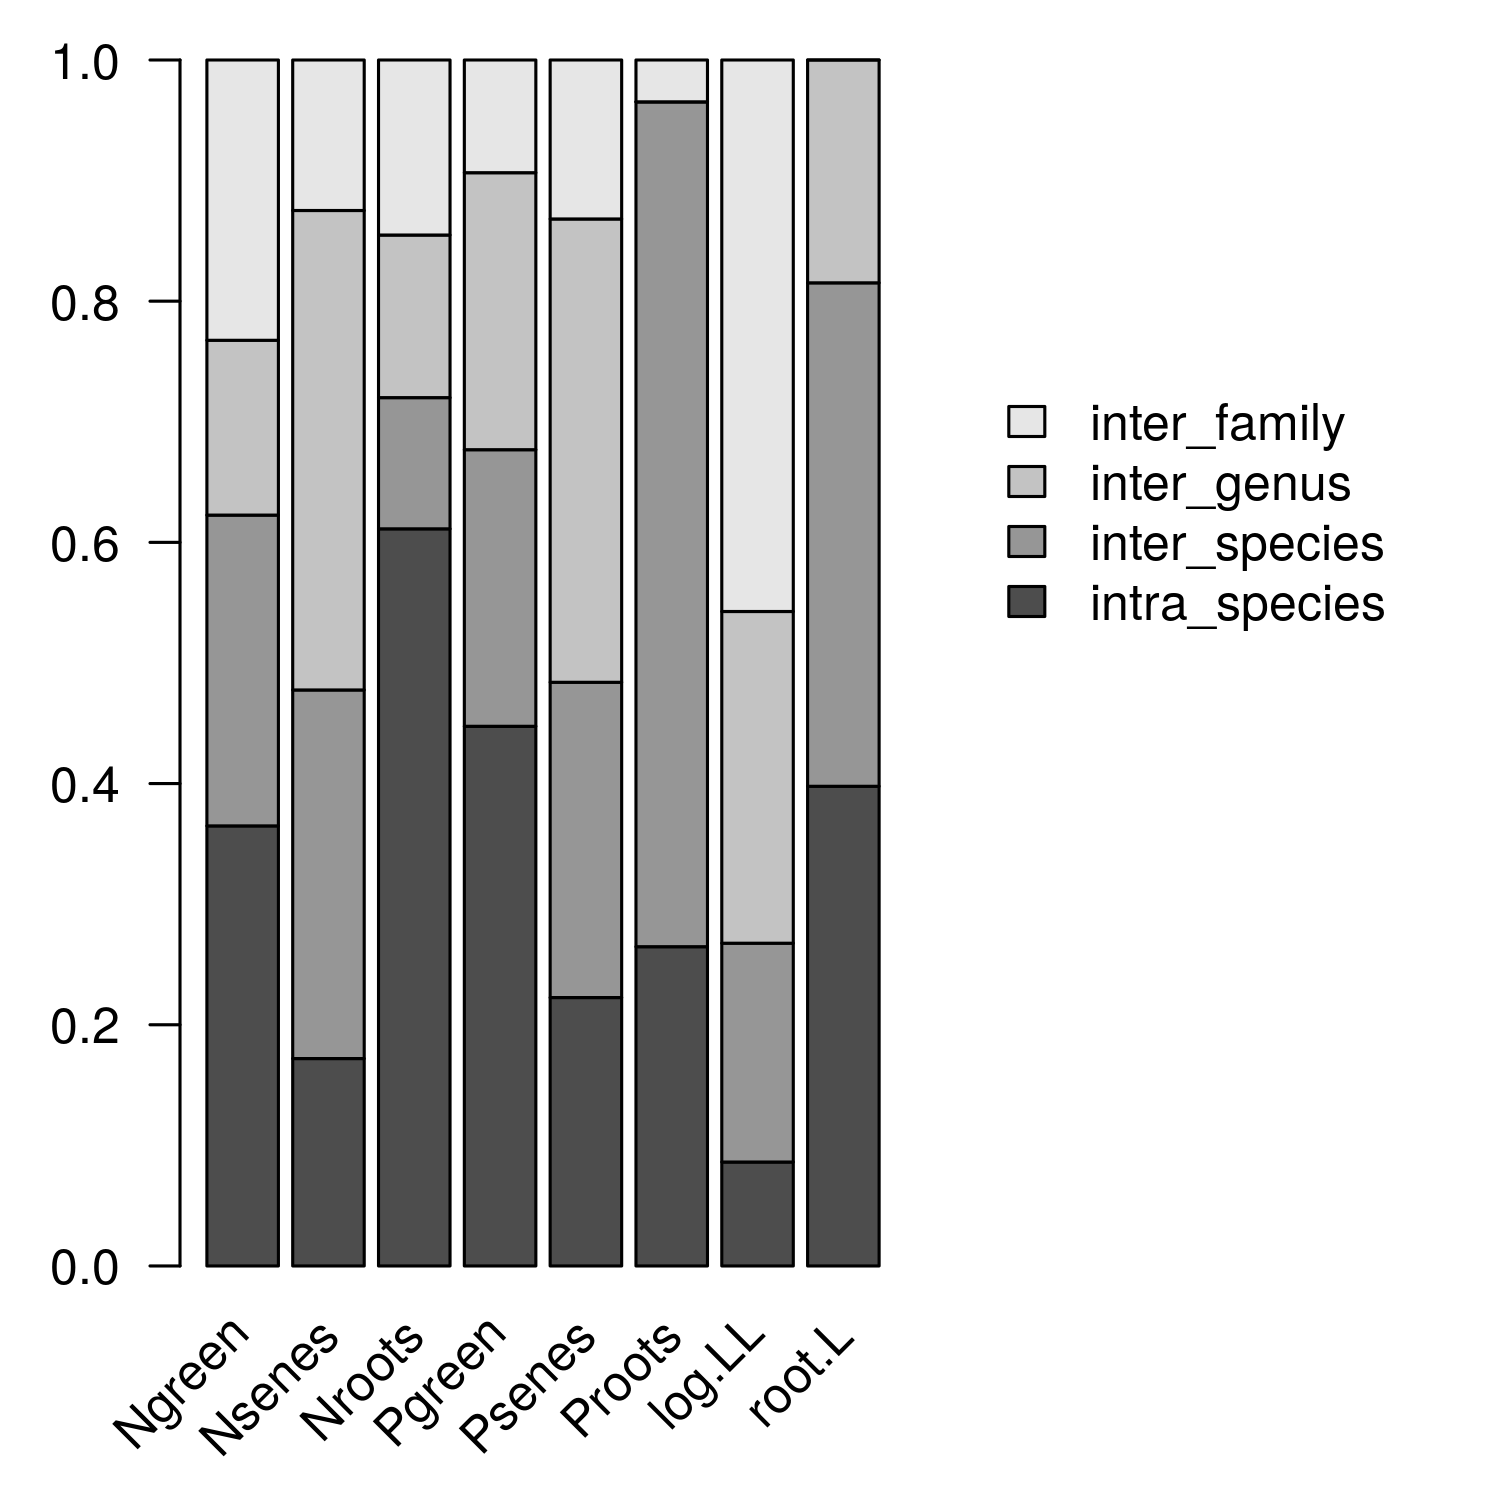 1.0
0.8
0.6
0.4
0.2
0.0
Ngreen
Nsenes
Nroots
Pgreen
Psenes
Proots
log.LL
root.L
inter_family
inter_genus
inter_species
intra_species